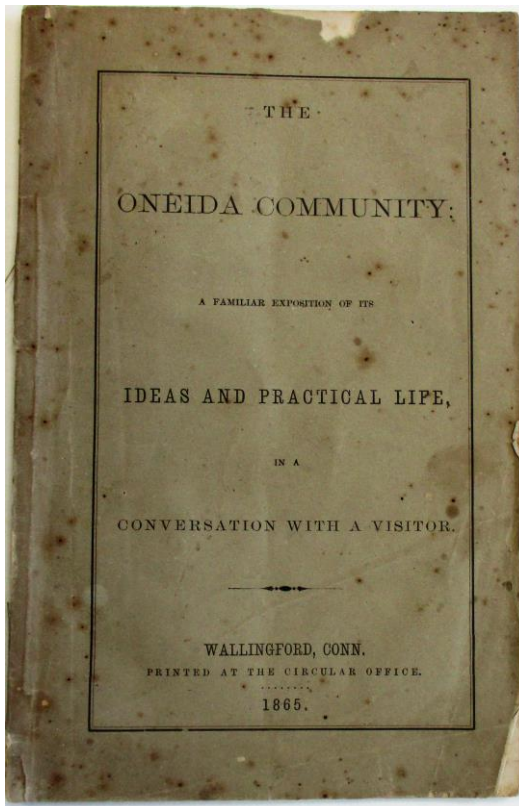 THE
ONEIDA COMMUNITY:
A FAMILIAR EXPOSITION OF ITS
IDEAS AND PRACTICAL LIFE,
IN A
CONVERSATION WITH A VISITOR.
WALLINGFORD, CONN.
PRINTED AT THE CIRCULAR OFFICE.
1865.